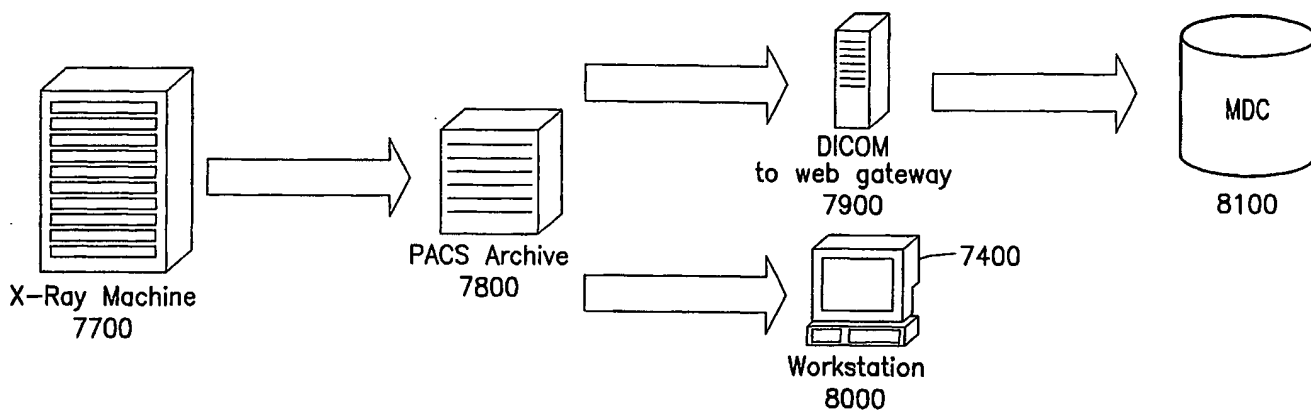 X-Ray Machine
7700
PACS Archive
7800
DICOM
to web gateway
7900
MDC
8100
7400
Workstation
8000